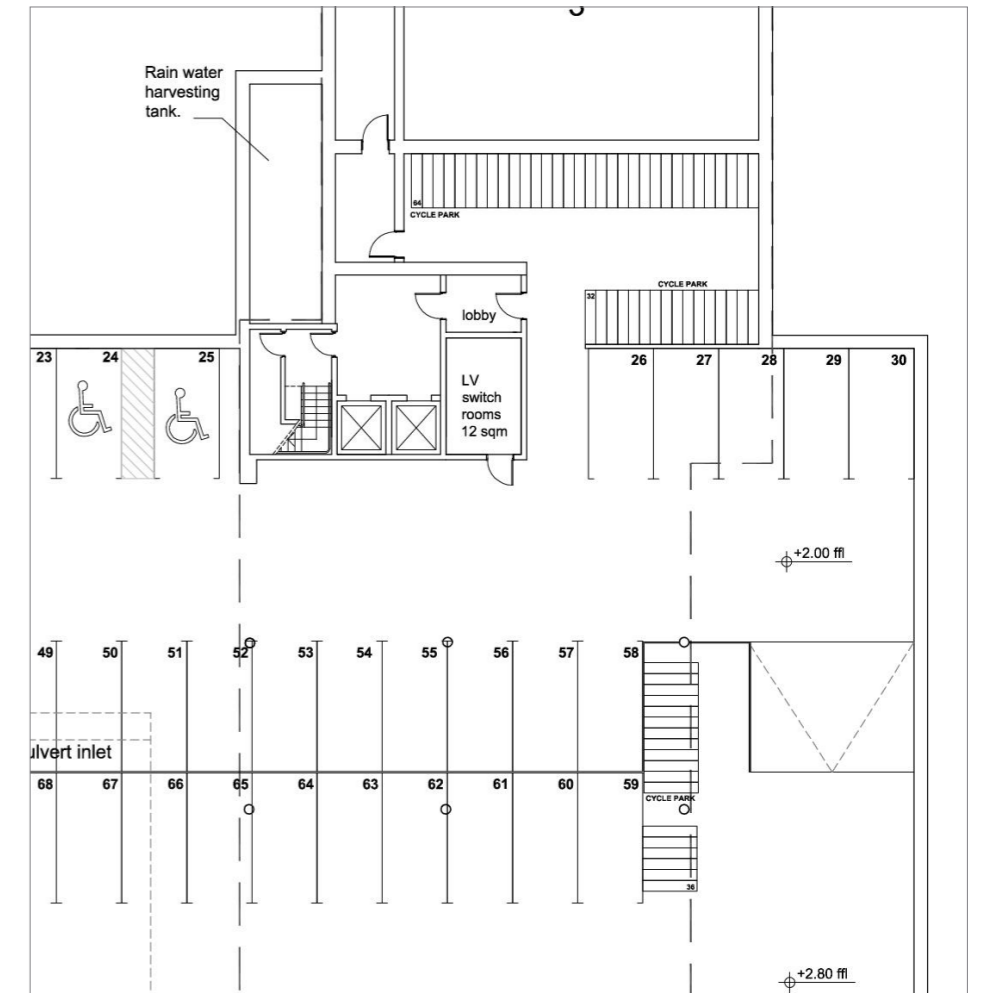 Rain water
harvesting
tank.
64
CYCLE PARK
CYCLE PARK
32
lobby
23
24
25
26
27
28
29
30
LV
switch
rooms
12 sqm
+2.00 ffl
49
50
51
52
53
54
55
56
57
58
ulvert inlet
68
67
66
65
64
63
62
61
60
59
CYCLE PARK
36
+2.80 ffl